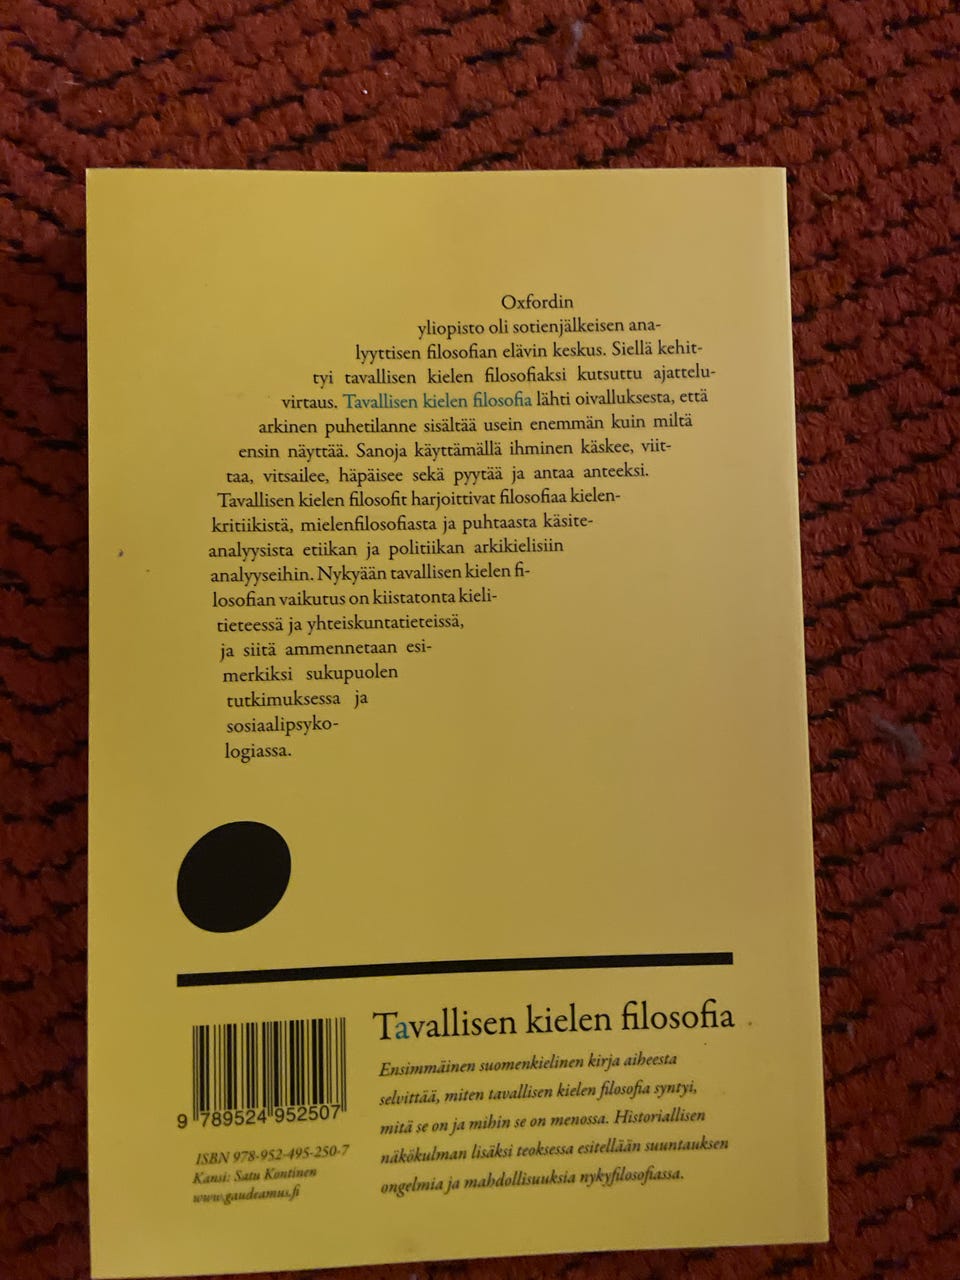 Oxfordin
yliopisto oli sotienjälkeisen ana-
lyyttisen filosofian elävin keskus. Siellä kehit-
tyi tavallisen kielen filosofiaksi kutsuttu ajattelu-
virtaus. Tavallisen kielen filosofia lähti oivalluksesta, että
arkinen puhetilanne sisältää usein enemmän kuin miltä
ensin näyttää. Sanoja käyttämällä ihminen käskee, viit-
taa, vitsailee, häpäisee sekä pyytää ja antaa anteeksi.
Tavallisen kielen filosofit harjoittivat filosofiaa kielen-
kritiikistä, mielenfilosofiasta ja puhtaasta käsite-
analyysista etiikan ja politiikan arkikielisiin
analyyseihin. Nykyään tavallisen kielen fi-
losofian vaikutus on kiistatonta kieli-
tieteessä ja yhteiskuntatieteissä,
ja siitä ammennetaan esi-
merkiksi sukupuolen
tutkimuksessa ja
sosiaalipsyko-
logiassa.
Tavallisen kielen filosofia
Ensimmäinen suomenkielinen kirja aiheesta
selvittää, miten tavallisen kielen filosofia syntyi,
mitä se on ja mihin se on menossa. Historiallisen
näkökulman lisäksi teoksessa esitellään suuntauksen
ongelmia ja mahdollisuuksia nykyfilosofiassa.
9 789524 952507
ISBN 978-952-495-250-7
Kansi: Satu Kontinen
www.gaudeamus.fi